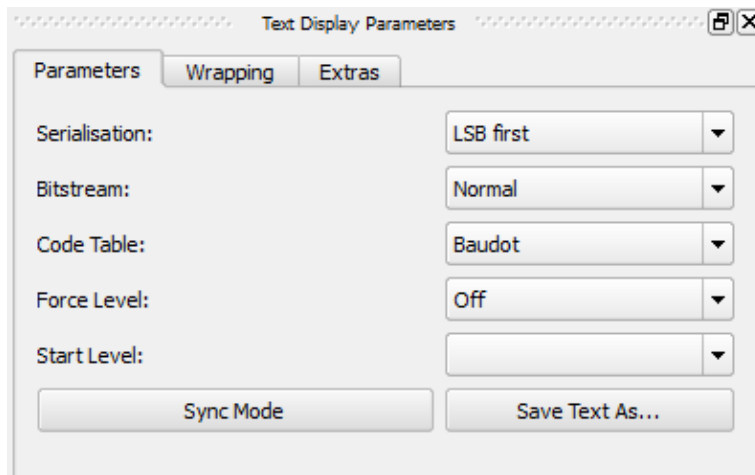 Text Display Parameters
Parameters Wrapping Extras
Serialisation: LSB first
Bitstream: Normal
Code Table: Baudot
Force Level: Off
Start Level:
Sync Mode Save Text As...